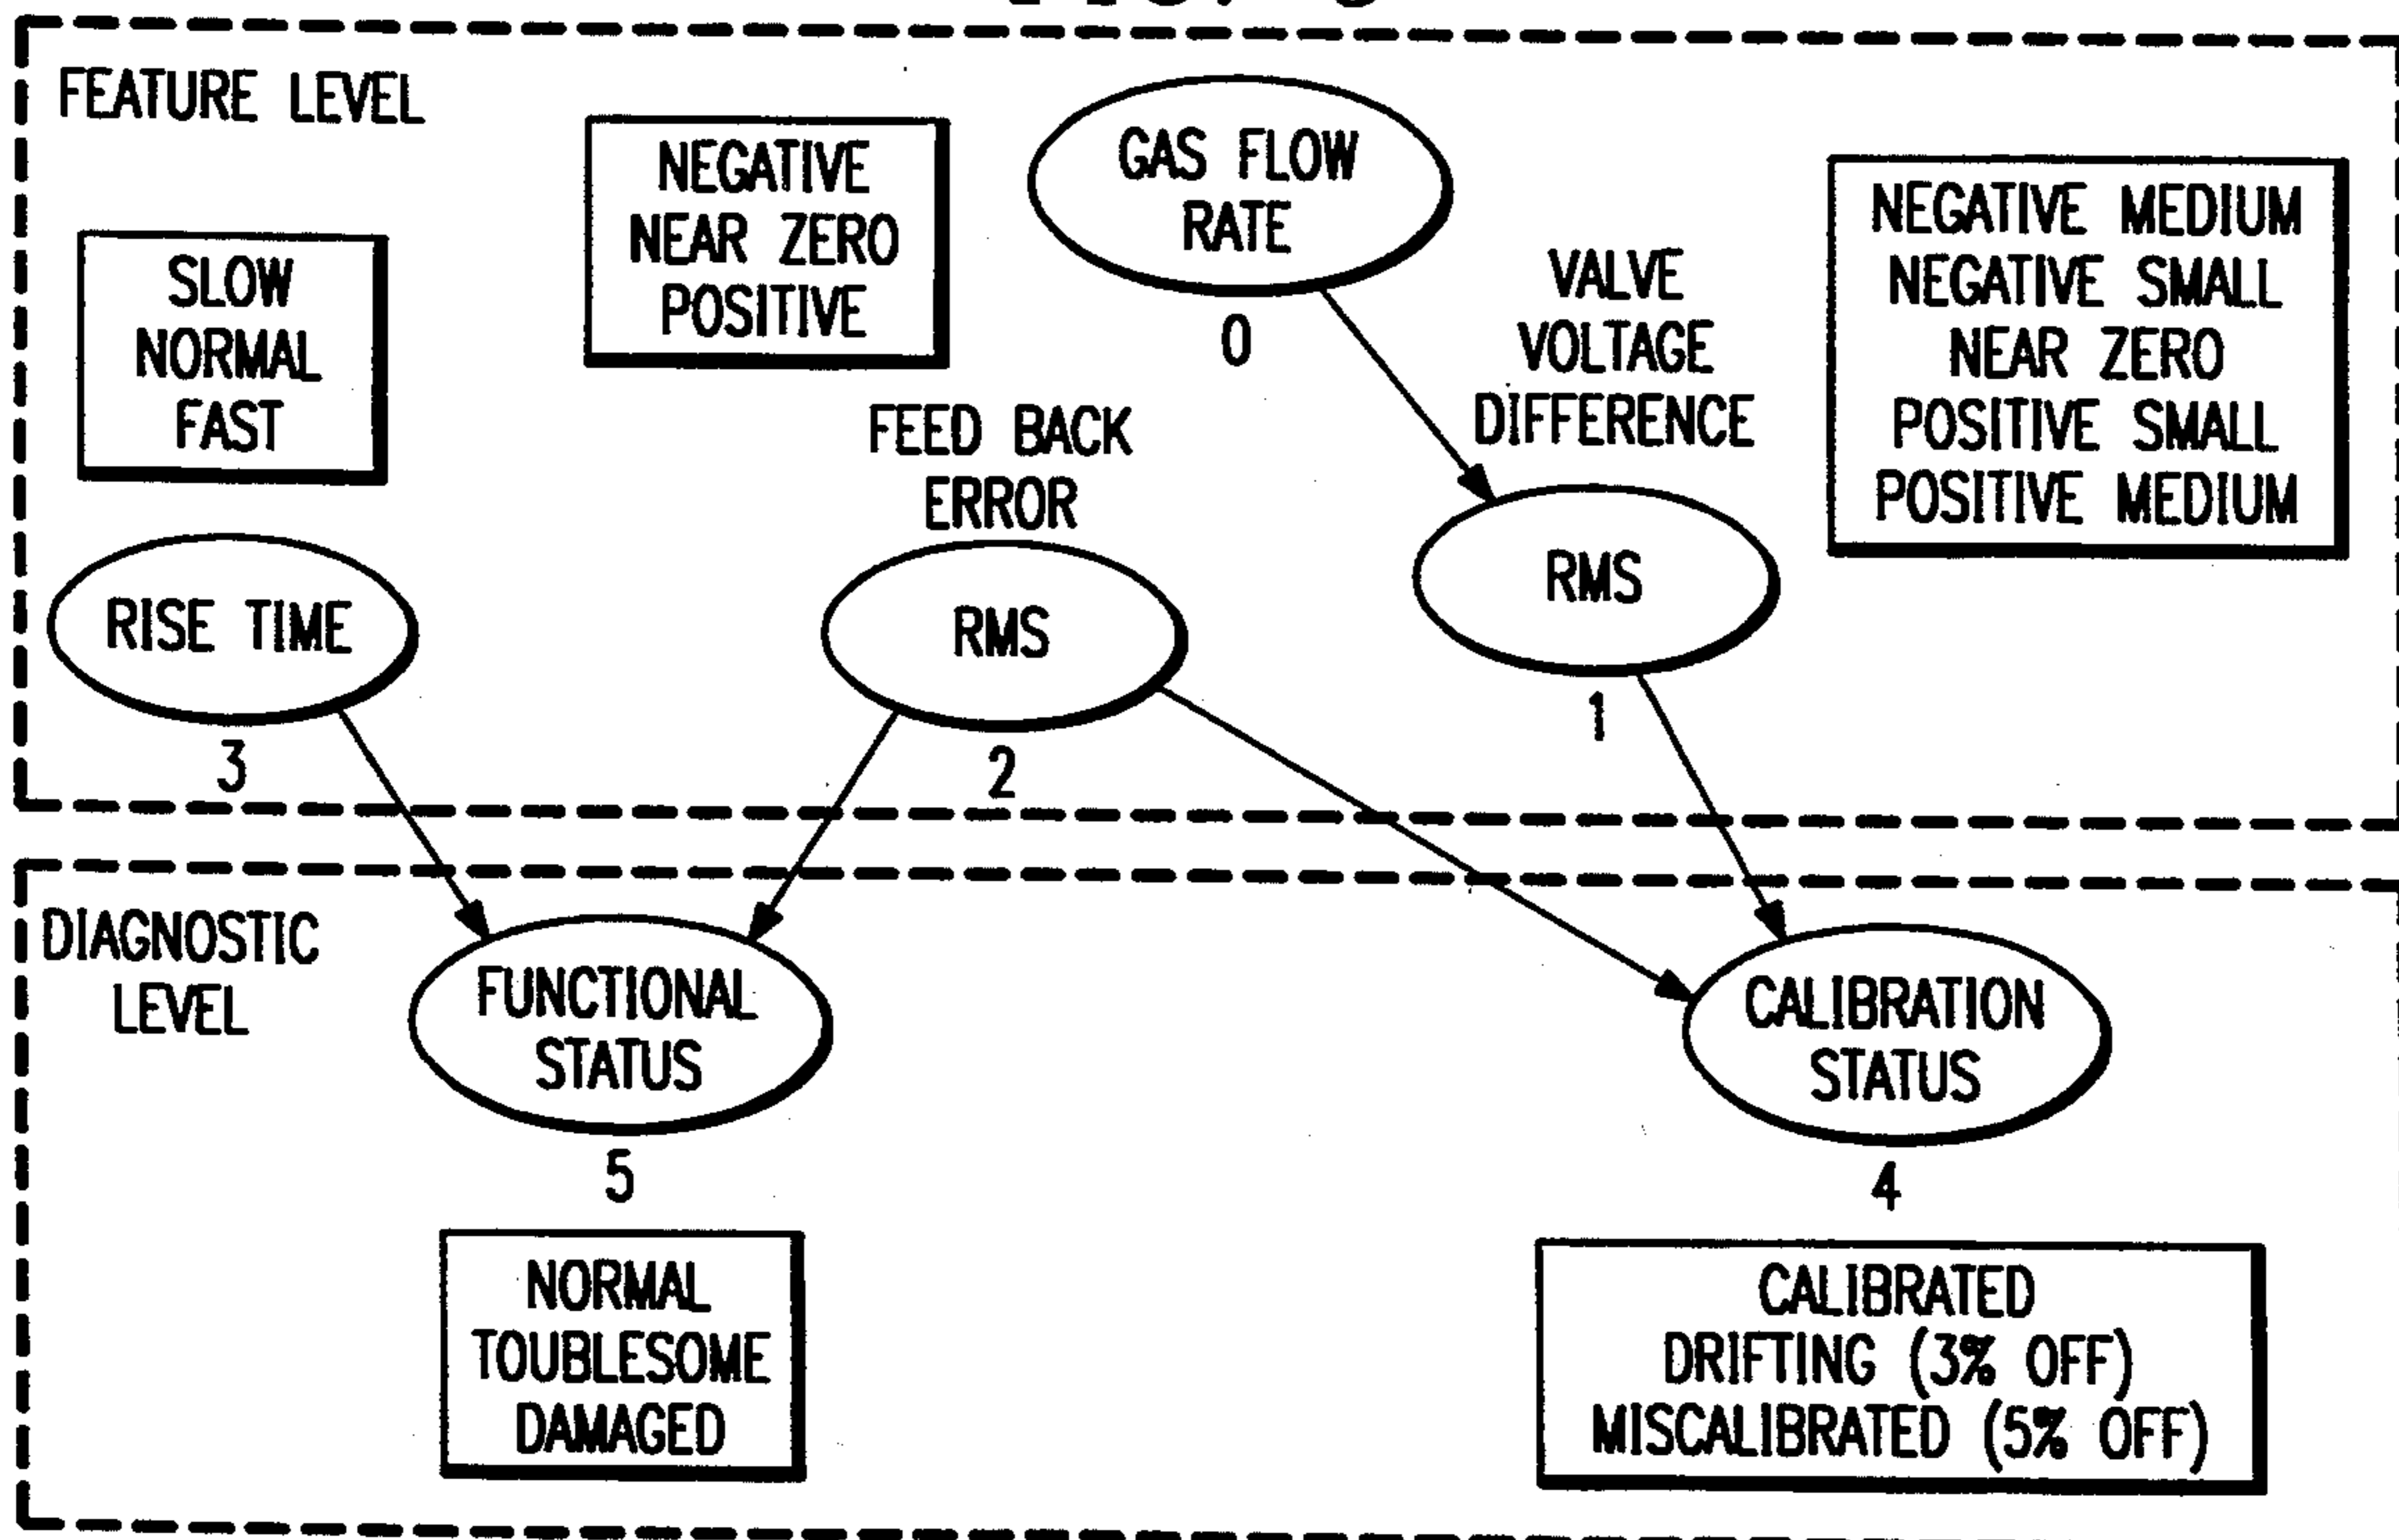 FEATURE LEVEL
SLOW
NORMAL
FAST
NEGATIVE
NEAR ZERO
POSITIVE
GAS FLOW
RATE
0
VALVE
VOLTAGE
DIFFERENCE
NEGATIVE MEDIUM
NEGATIVE SMALL
NEAR ZERO
POSITIVE SMALL
POSITIVE MEDIUM
FEED BACK
ERROR
RISE TIME
3
RMS
2
RMS
1
DIAGNOSTIC
LEVEL
FUNCTIONAL
STATUS
5
NORMAL
TOUBLESOME
DAMAGED
CALIBRATION
STATUS
4
CALIBRATED
DRIFTING (3% OFF)
MISCALIBRATED (5% OFF)